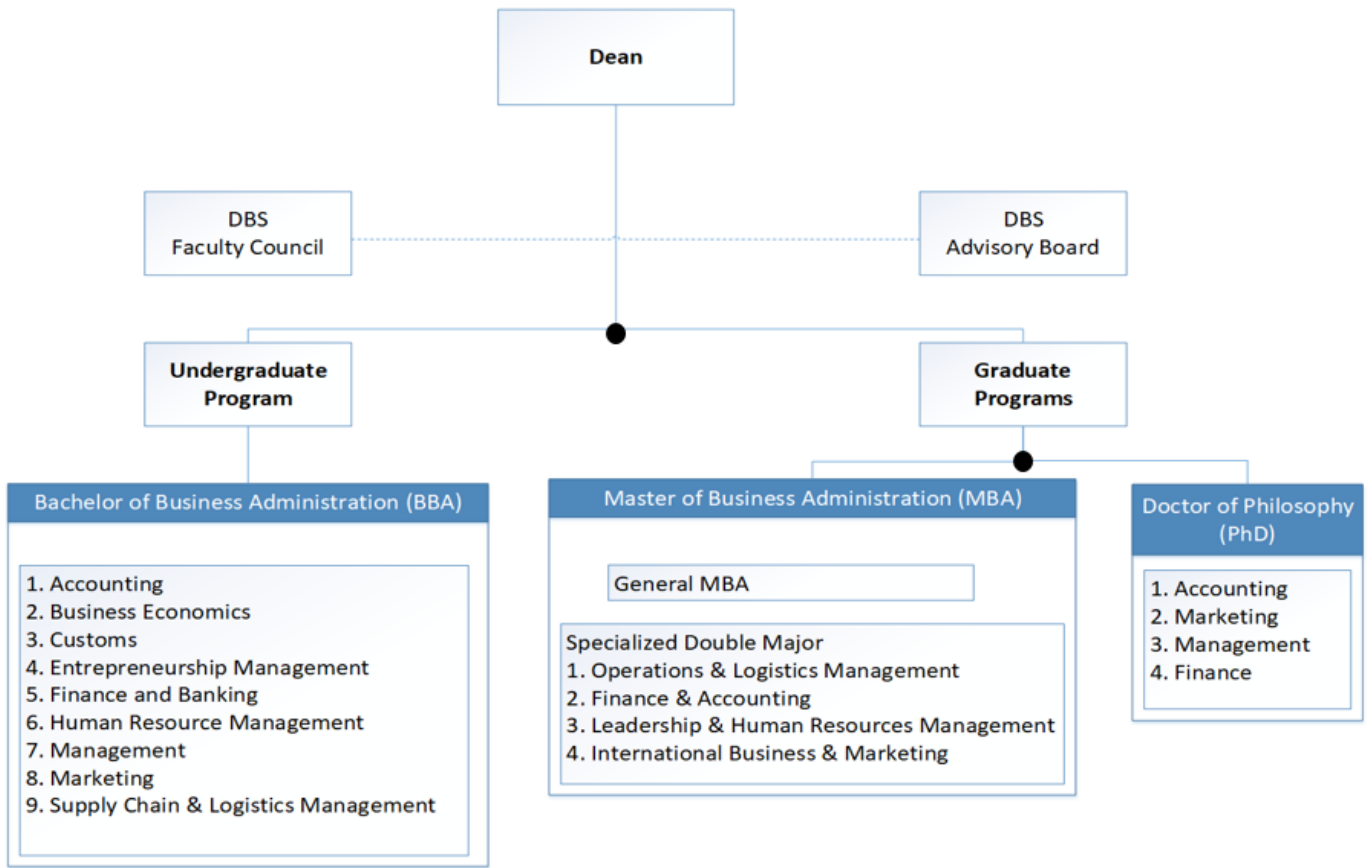 Dean
DBS
Faculty Council
DBS
Advisory Board
Undergraduate
Program
Graduate
Programs
Bachelor of Business Administration (BBA)
1. Accounting
2. Business Economics
3. Customs
4. Entrepreneurship Management
5. Finance and Banking
6. Human Resource Management
7. Management
8. Marketing
9. Supply Chain & Logistics Management
Master of Business Administration (MBA)
General MBA
Specialized Double Major
1. Operations & Logistics Management
2. Finance & Accounting
3. Leadership & Human Resources Management
4. International Business & Marketing
Doctor of Philosophy
(PhD)
1. Accounting
2. Marketing
3. Management
4. Finance